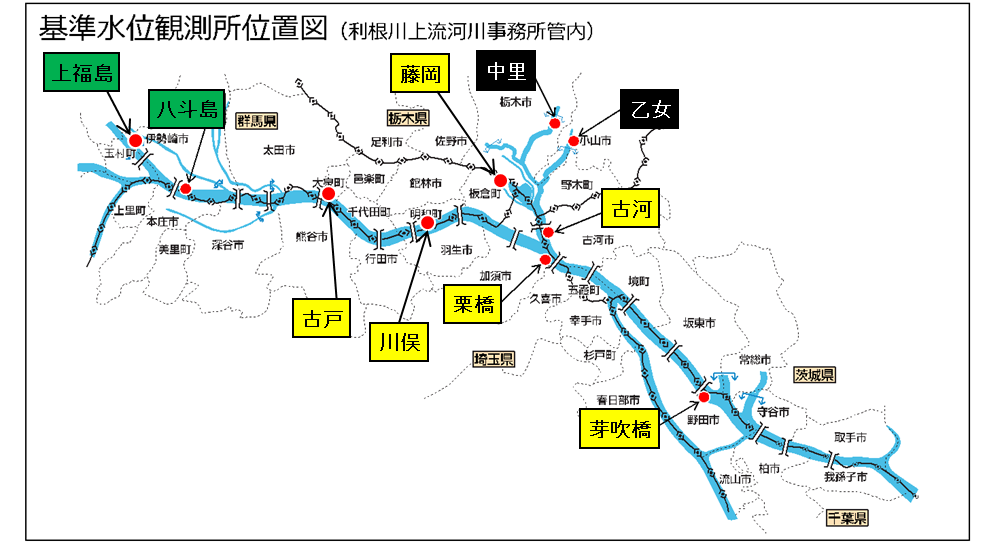 基準水位観測所位置図（利根川上流河川事務所管内）
上福島
八斗島
藤岡
中里
乙女
群馬県
栃木県
栃木市
小山市
伊勢崎市
玉村町
太田市
足利市
佐野市
大泉町
邑楽町
館林市
板倉町
野木町
古河
上里町
本庄市
美里町
深谷市
熊谷市
千代田町
明和町
行田市
羽生市
加須市
古河市
古戸
川俣
栗橋
久喜市
五霞町
境町
幸手市
杉戸町
坂東市
常総市
埼玉県
茨城県
春日部市
芽吹橋
野田市
守谷市
取手市
柏市
我孫子市
流山市
千葉県